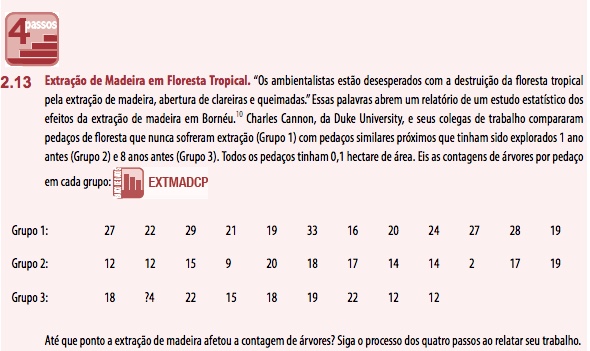 4 passos
2.13 Extração de Madeira em Floresta Tropical. "Os ambientalistas estão desesperados com a destruição da floresta tropical
pela extração de madeira, abertura de clareiras e queimadas." Essas palavras abrem um relatório de um estudo estatístico dos
efeitos da extração de madeira em Bornéu.10 Charles Cannon, da Duke University, e seus colegas de trabalho compararam
pedaços de floresta que nunca sofreram extração (Grupo 1) com pedaços similares próximos que tinham sido explorados 1 ano
antes (Grupo 2) e 8 anos antes (Grupo 3). Todos os pedaços tinham 0,1 hectare de área. Eis as contagens de árvores por pedaço
em cada grupo: EXTMADCP
Grupo 1: 27 22 29 21 19 33 16 20 24 27 28 19
Grupo 2: 12 12 15 9 20 18 17 14 14 2 17 19
Grupo 3: 18 ?4 22 15 18 19 22 12 12
Até que ponto a extração de madeira afetou a contagem de árvores? Siga o processo dos quatro passos ao relatar seu trabalho.